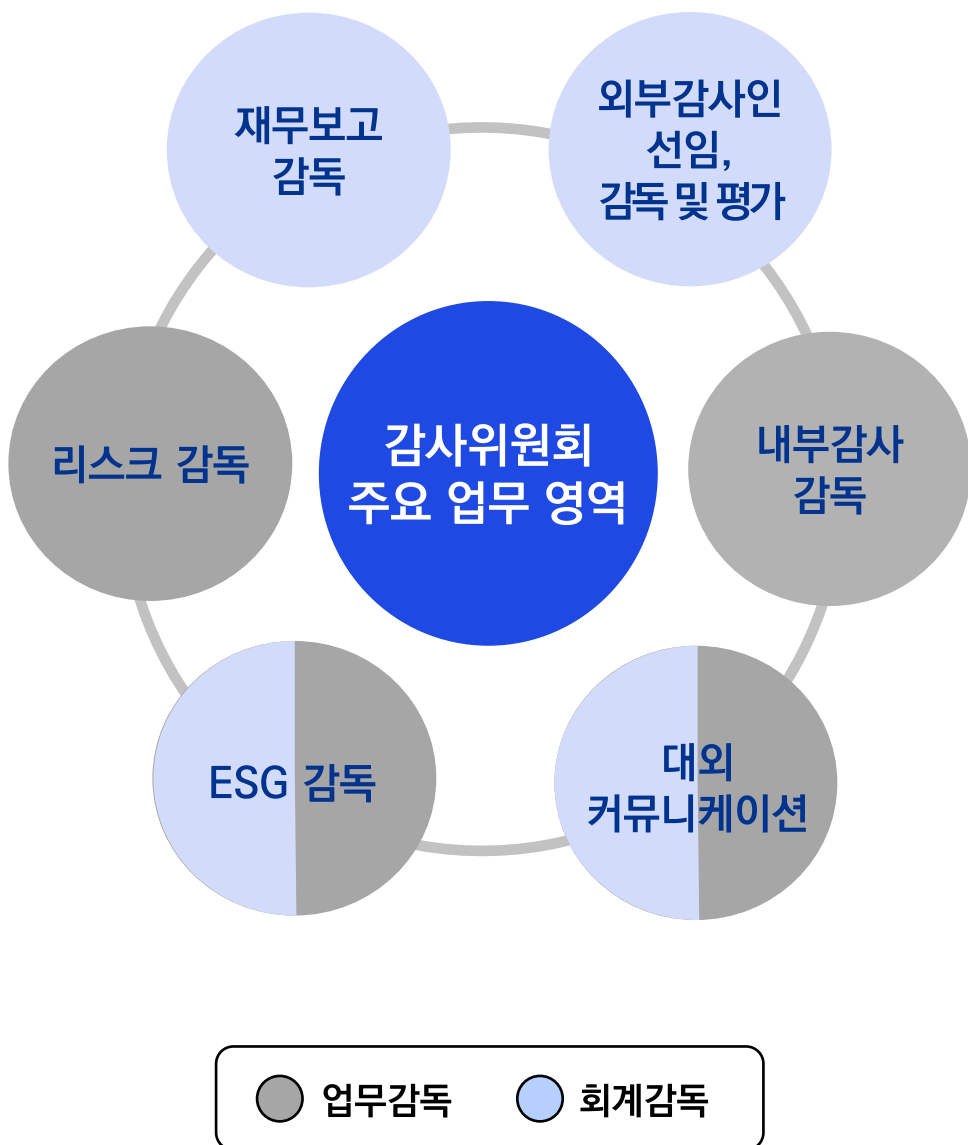 재무보고
감독
외부감사인
선임,
감독 및 평가
리스크 감독
감사위원회
주요 업무 영역
내부감사
감독
ESG 감독
대외
커뮤니케이션
업무감독
회계감독